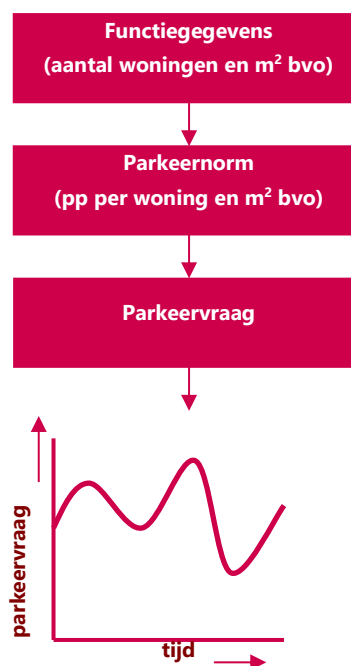 Functiegegevens
(aantal woningen en m² bvo)
Parkeernorm
(pp per woning en m² bvo)
Parkeervraag
parkeervraag
tijd